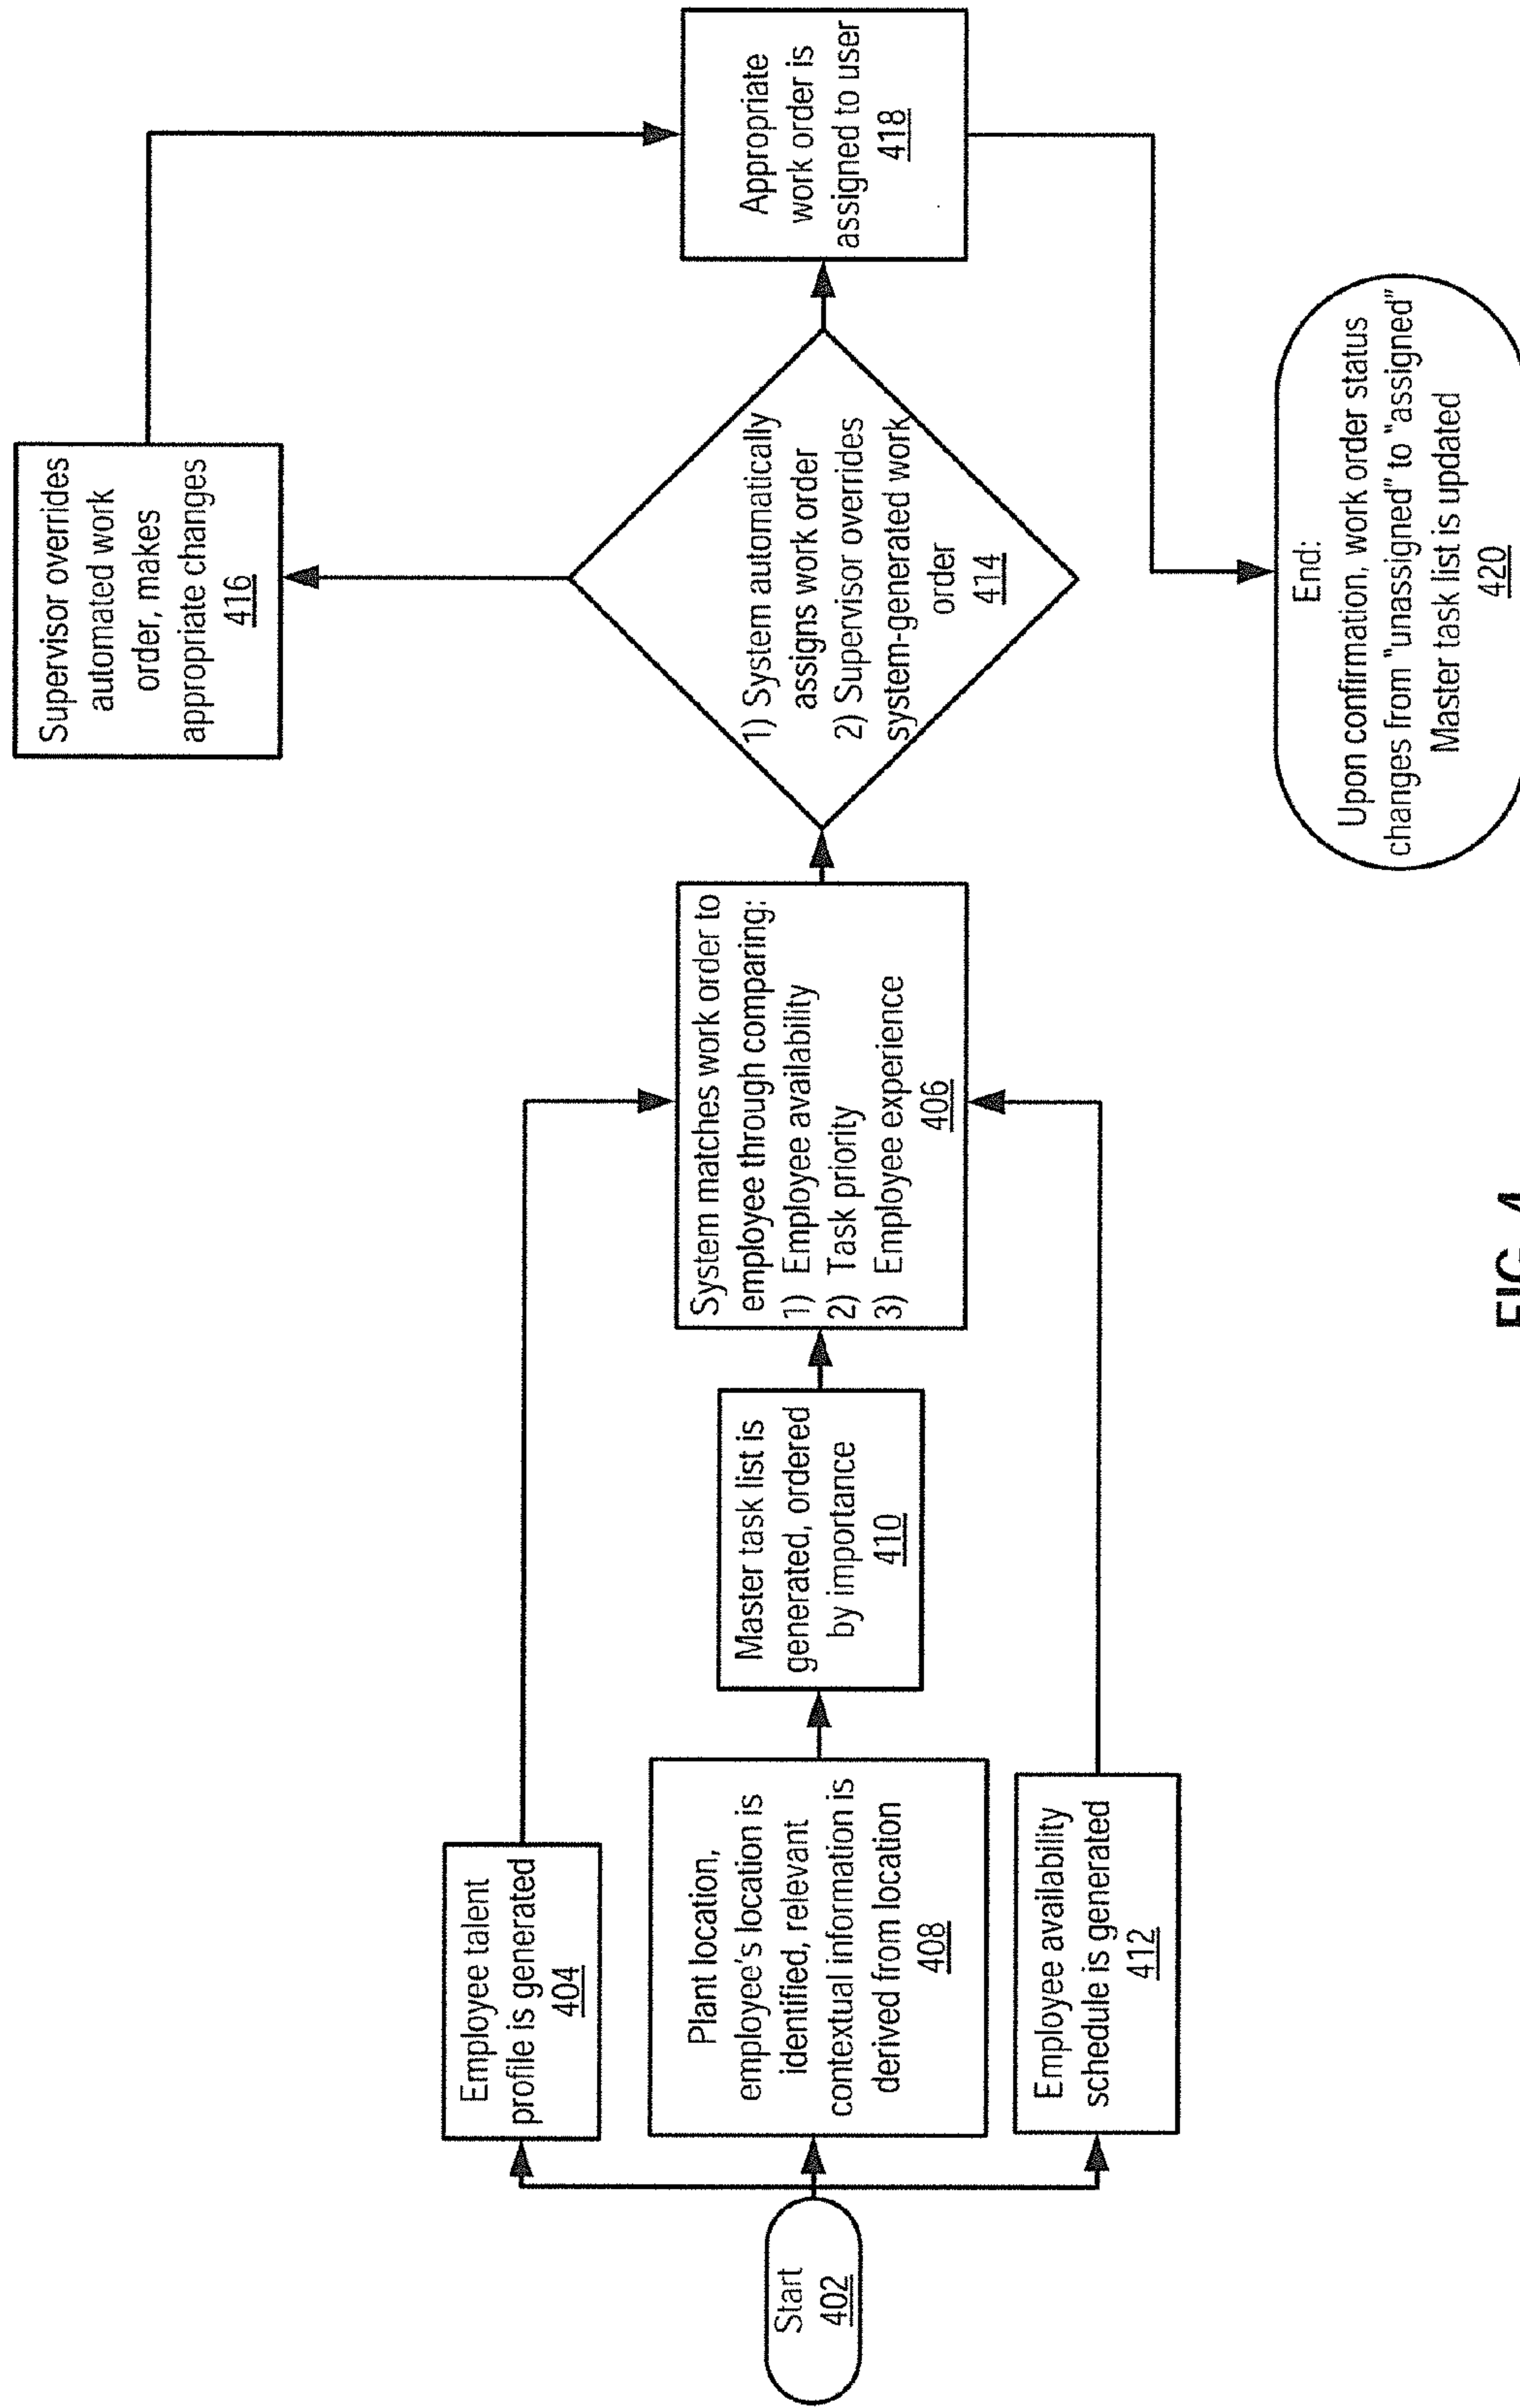 Start
402
Employee talent
profile is generated
404
Plant location,
employee's location is
identified, relevant
contextual information is
derived from location
408
Employee availability
schedule is generated
412
Master task list is
generated, ordered
by importance
410
System matches work order to
employee through comparing:
1) Employee availability
2) Task priority
3) Employee experience
406
1) System automatically
assigns work order
2) Supervisor overrides
system-generated work
order
414
Supervisor overrides
automated work
order, makes
appropriate changes
416
Appropriate
work order is
assigned to user
418
End:
Upon confirmation, work order status
changes from "unassigned" to "assigned"
Master task list is updated
420
FIG. 4